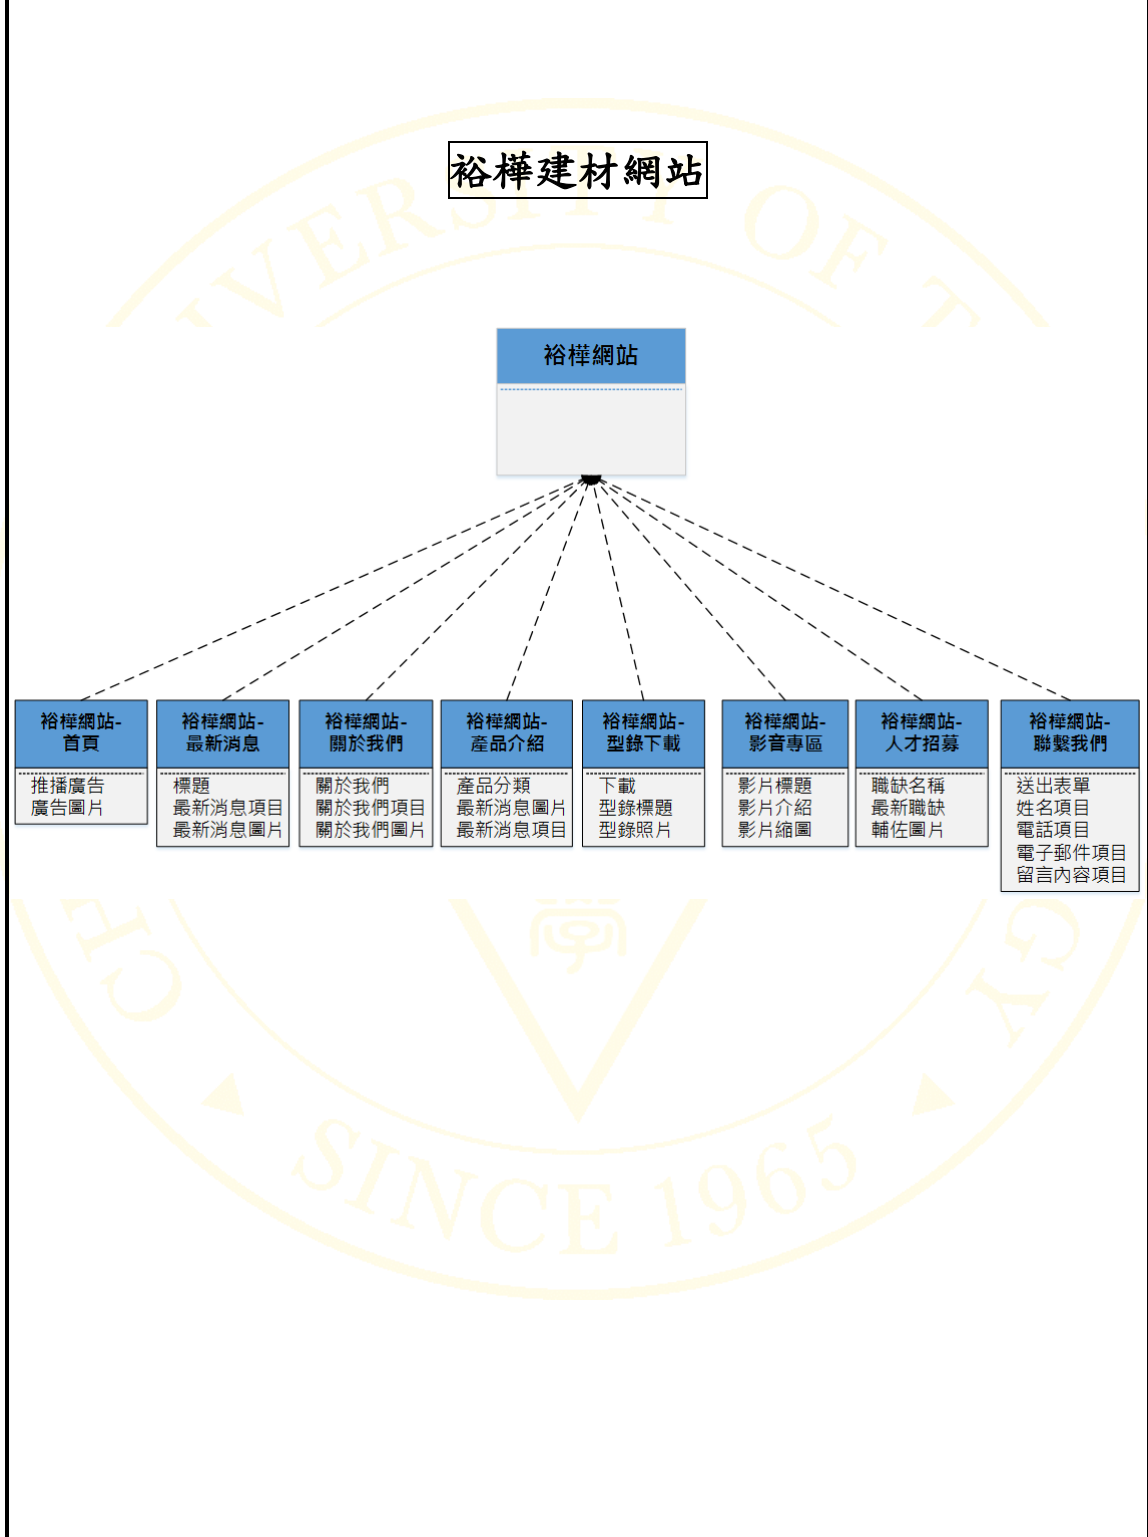 裕樺建材網站
UNIVERSITY OF T
裕樺網站
裕樺網站-
首頁
推播廣告
廣告圖片
裕樺網站-
最新消息
標題
最新消息項目
最新消息圖片
裕樺網站-
關於我們
關於我們
關於我們項目
關於我們圖片
裕樺網站-
產品介紹
產品分類
最新消息圖片
最新消息項目
裕樺網站-
型錄下載
下載
型錄標題
型錄照片
裕樺網站-
影音專區
影片標題
影片介紹
影片縮圖
裕樺網站-
人才招募
職缺名稱
最新職缺
輔佐圖片
裕樺網站-
聯繫我們
送出表單
姓名項目
電話項目
電子郵件項目
留言內容項目
學
GY
SINCE 1965